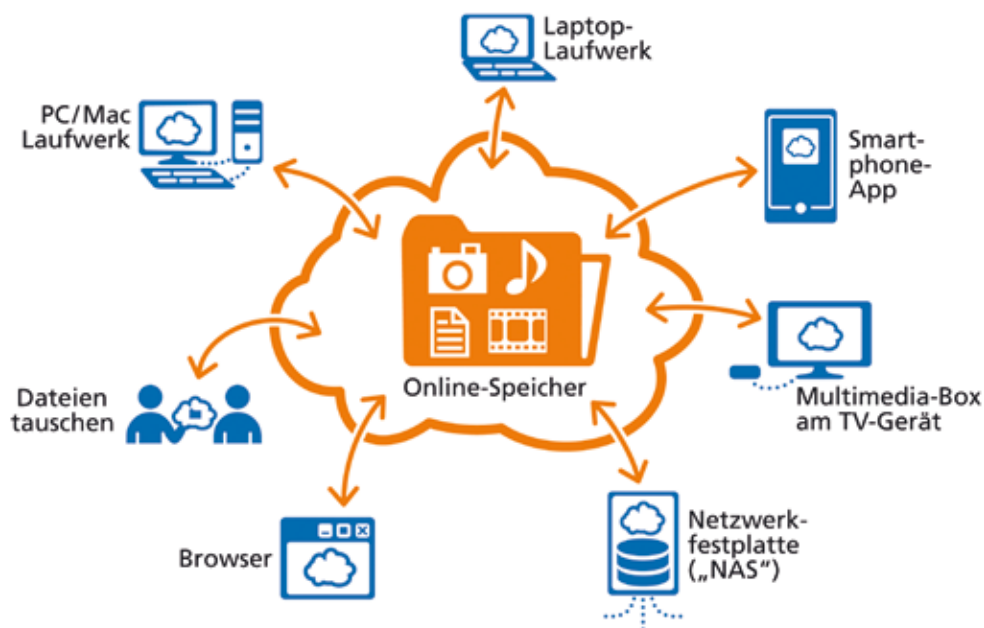 Laptop-
Laufwerk
PC/Mac
Laufwerk
Smart-
phone-
App
Online-Speicher
Dateien
tauschen
Multimedia-Box
am TV-Gerät
Browser
Netzwerk-
festplatte
(„NAS“)